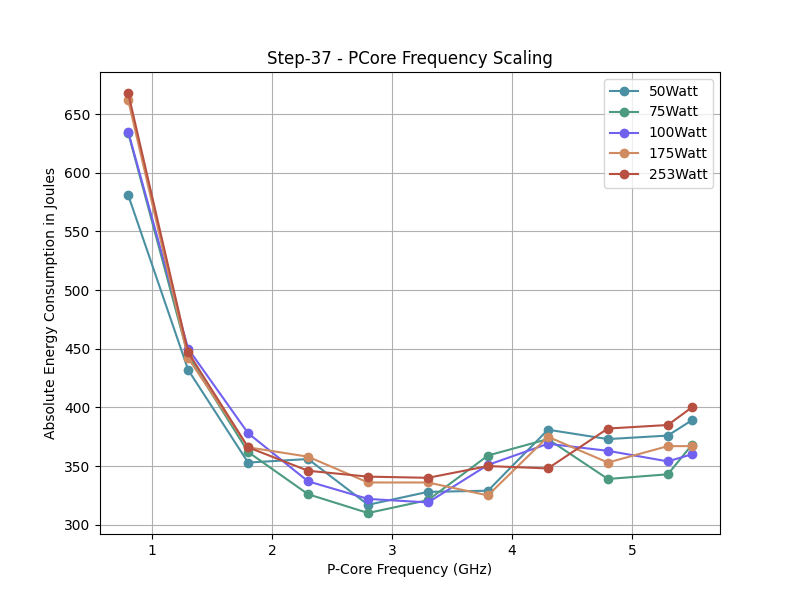 Step-37 - PCore Frequency Scaling
50Watt
75Watt
100Watt
175Watt
253Watt
Absolute Energy Consumption in Joules
650
600
550
500
450
400
350
300
1 2 3 4 5
P-Core Frequency (GHz)